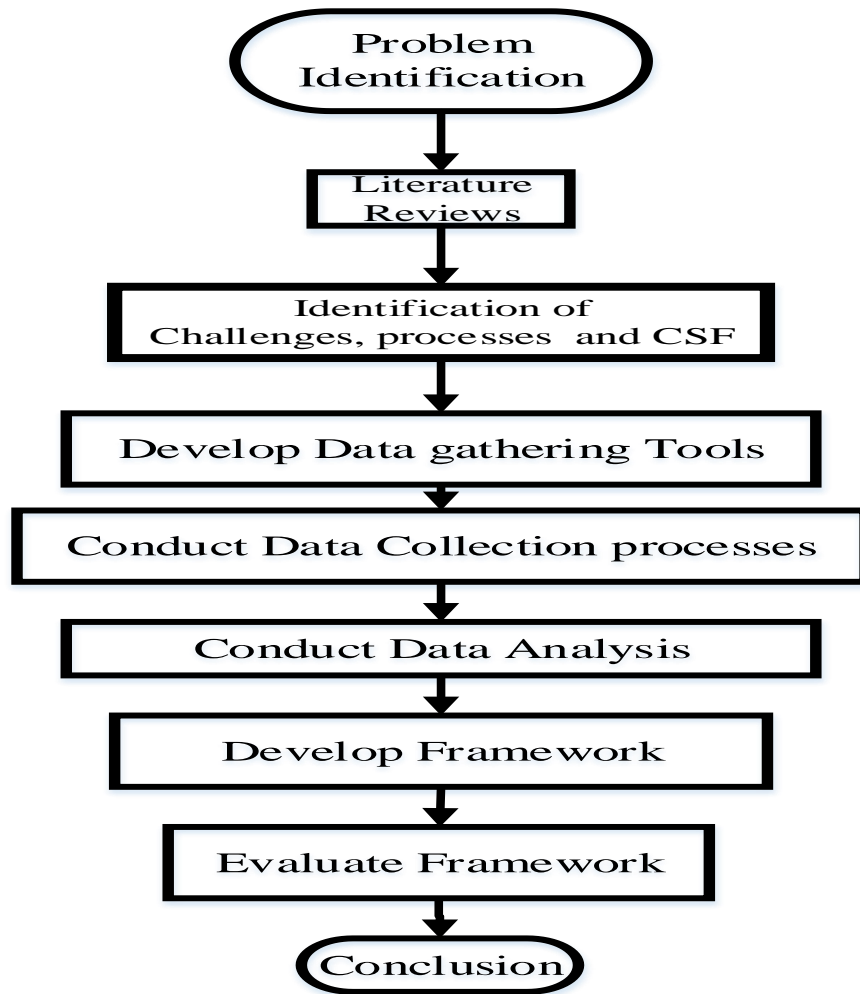 Problem
Identification
Literature
Reviews
Identification of
Challenges, processes and CSF
Develop Data gathering Tools
Conduct Data Collection processes
Conduct Data Analysis
Develop Framework
Evaluate Framework
Conclusion